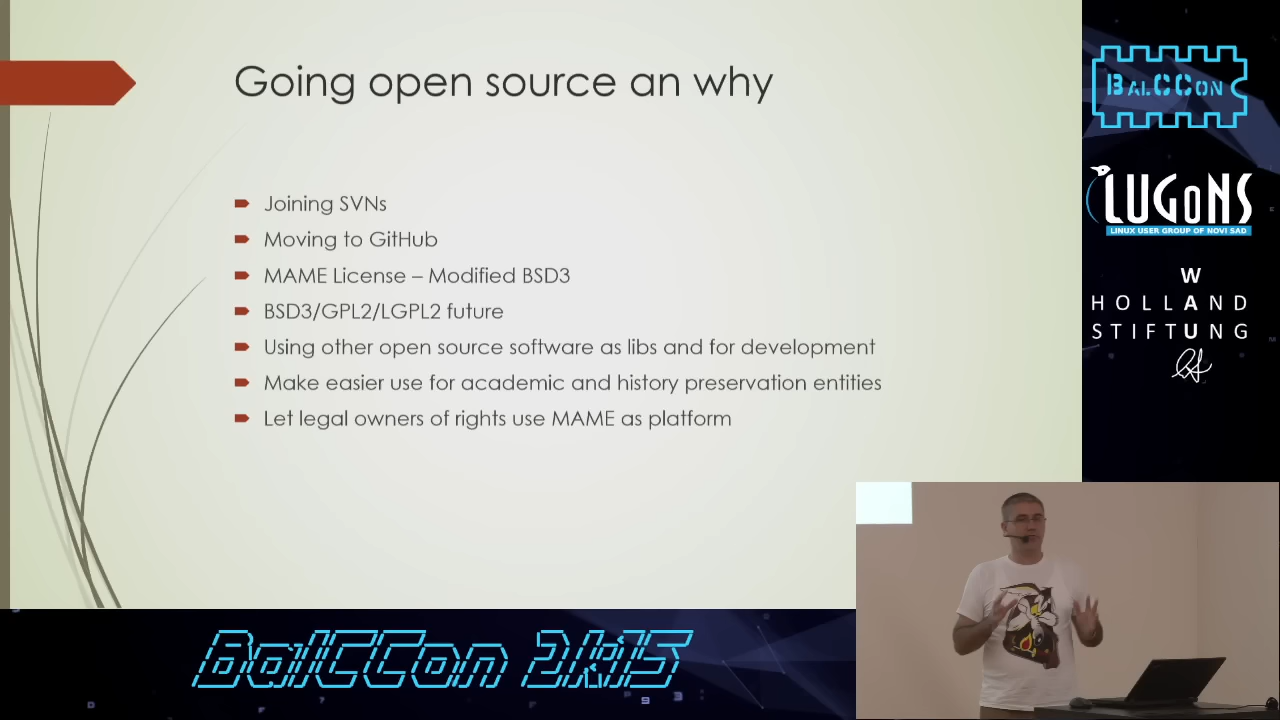 Going open source an why
Joining SVNs
Moving to GitHub
MAME License – Modified BSD3
BSD3/GPL2/LGPL2 future
Using other open source software as libs and for development
Make easier use for academic and history preservation entities
Let legal owners of rights use MAME as platform
BALCCON
LUGoNS
LINUX USER GROUP OF NOVI SAD
W
HOLLAND
STIFTUNG
BalCCon 2k15